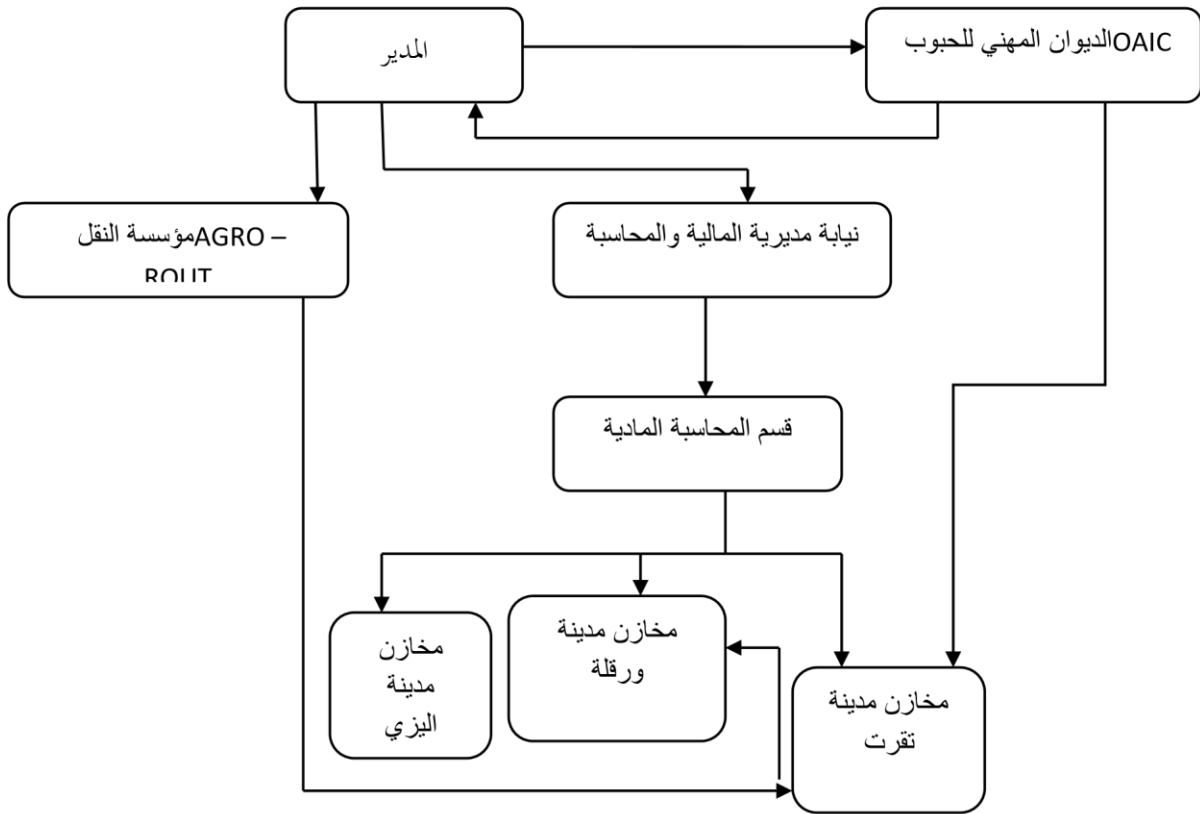 المدير
OAICالديوان المهني للحبوب
AGRO –مؤسسة النقل
ROUT
نيابة مديرية المالية والمحاسبة
قسم المحاسبة المادية
مخازن مدينة
ورقلة
مخازن
مدينة
اليزي
مخازن مدينة
تقرت